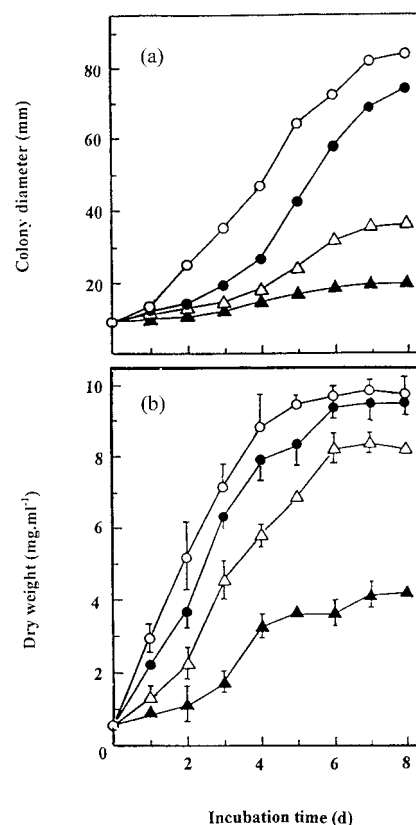 (a)
Colony diameter (mm)
80
60
40
20
(b)
Dry weight (mg.ml⁻¹)
10
8
6
4
2
0
2 4 6 8
Incubation time (d)